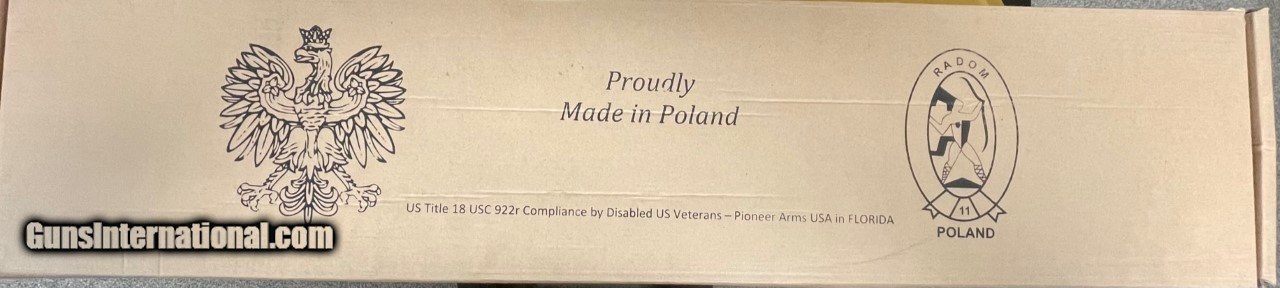 Proudly
Made in Poland
RADOM
US Title 18 USC 922r Compliance by Disabled US Veterans – Pioneer Arms USA in FLORIDA
11
POLAND
GunsInternational.com